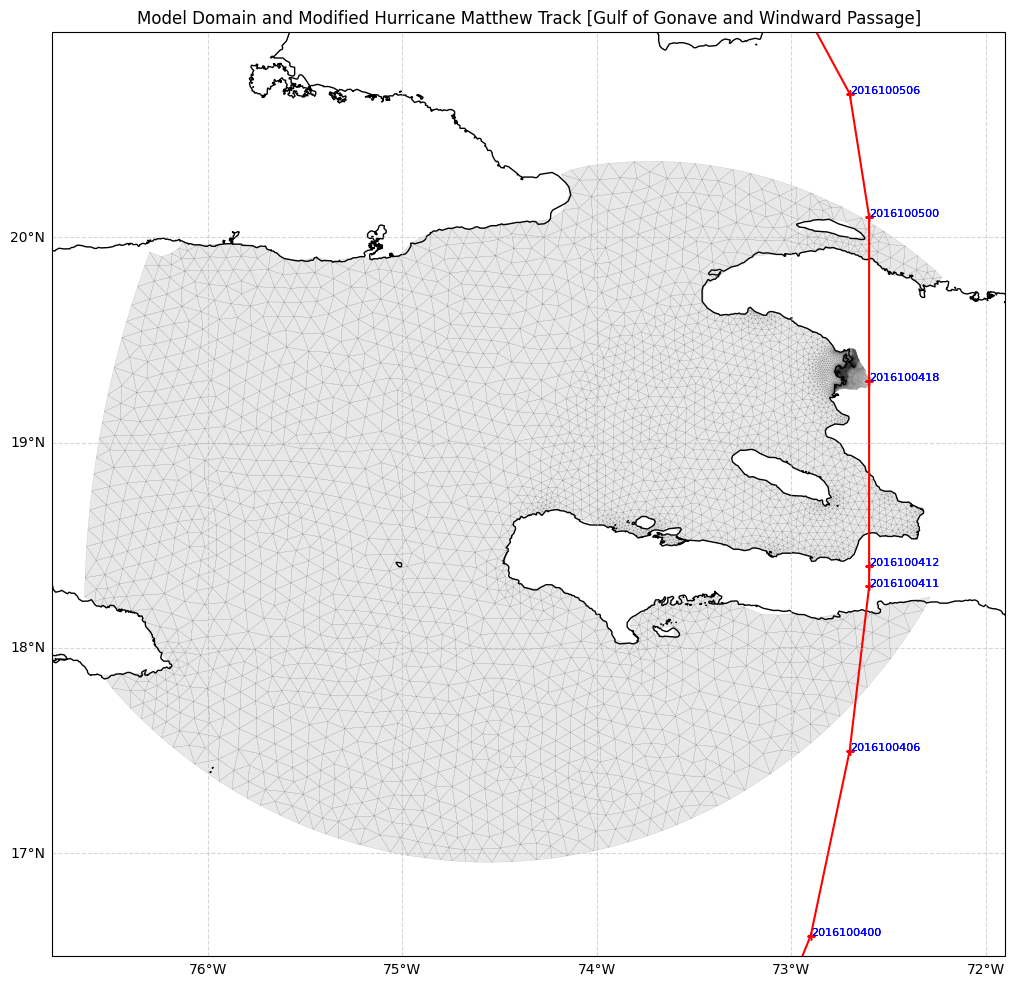 Model Domain and Modified Hurricane Matthew Track [Gulf of Gonave and Windward Passage]
2016100506
2016100500
20°N
2016100418
19°N
2016100412
2016100411
18°N
2016100406
17°N
2016100400
76°W 75°W 74°W 73°W 72°W